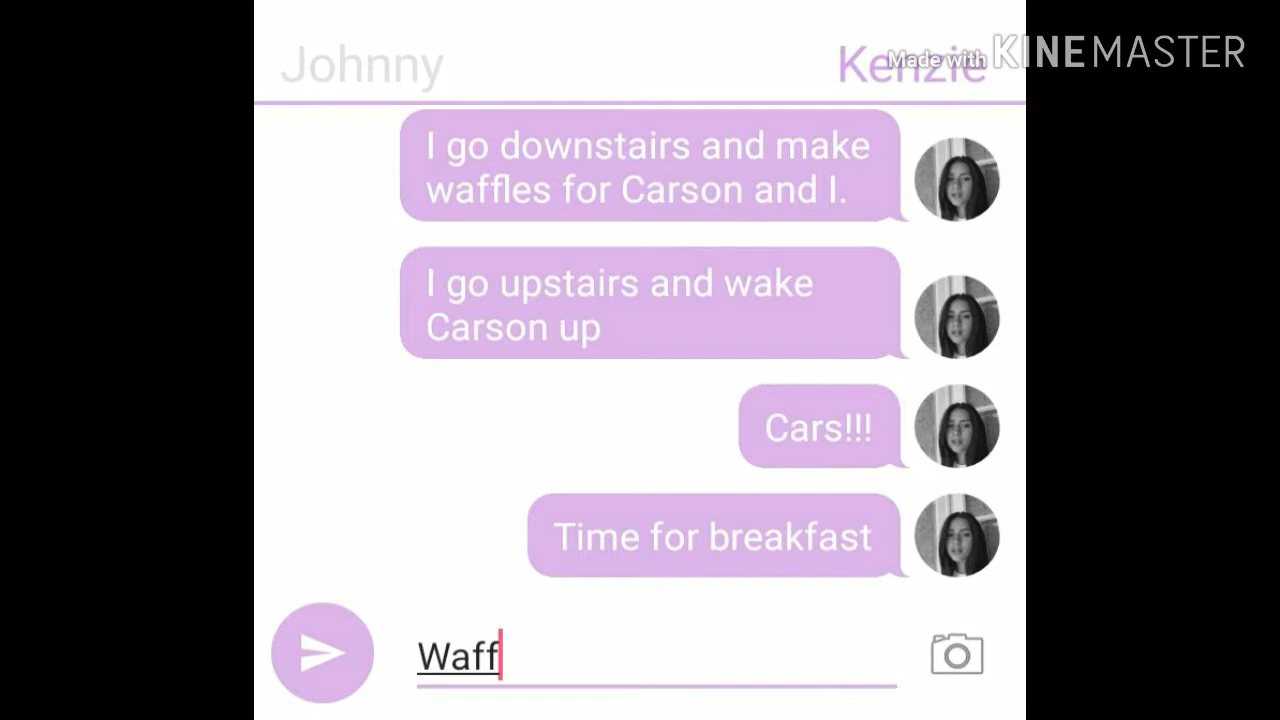 Johnny
Kenzie
Made with KINEMASTER
I go downstairs and make
waffles for Carson and I.
I go upstairs and wake
Carson up
Cars!!!
Time for breakfast
Waff